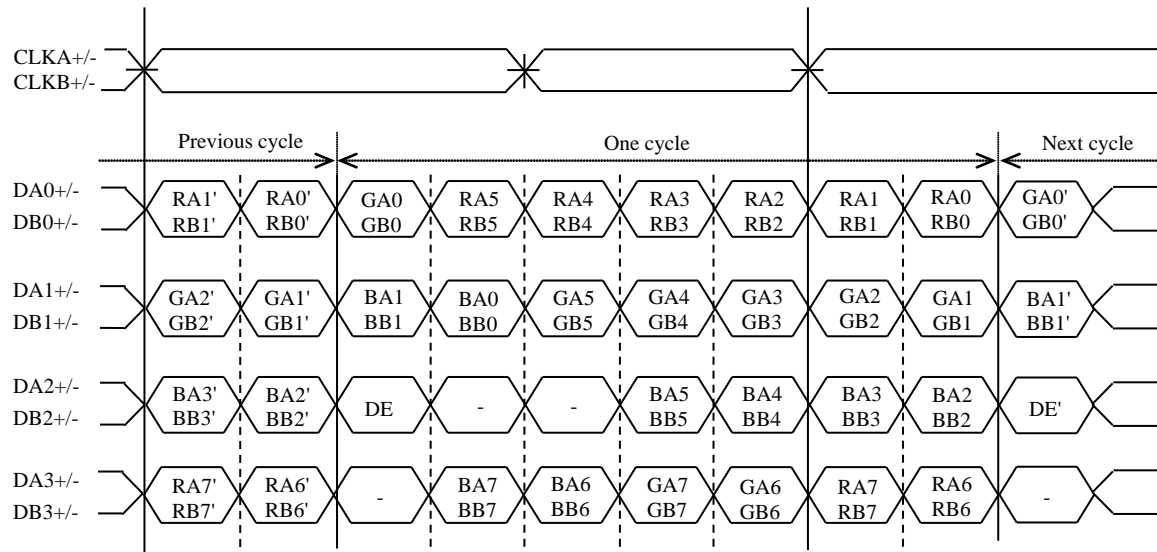 CLKA+/-
CLKB+/-
Previous cycle One cycle Next cycle
DA0+/- RA1' RA0' GA0 RA5 RA4 RA3 RA2 RA1 RA0 GA0'
DB0+/- RB1' RB0' GB0 RB5 RB4 RB3 RB2 RB1 RB0 GB0'
DA1+/- GA2' GA1' BA1 BA0 GA5 GA4 GA3 GA2 GA1 BA1'
DB1+/- GB2' GB1' BB1 BB0 GB5 GB4 GB3 GB2 GB1 BB1'
DA2+/- BA3' BA2' DE - - BA5 BA4 BA3 BA2 DE'
DB2+/- BB3' BB2' BB5 BB4 BB3 BB2
DA3+/- RA7' RA6' - BA7 BA6 GA7 GA6 RA7 RA6 -
DB3+/- RB7' RB6' BB7 BB6 GB7 GB6 RB7 RB6